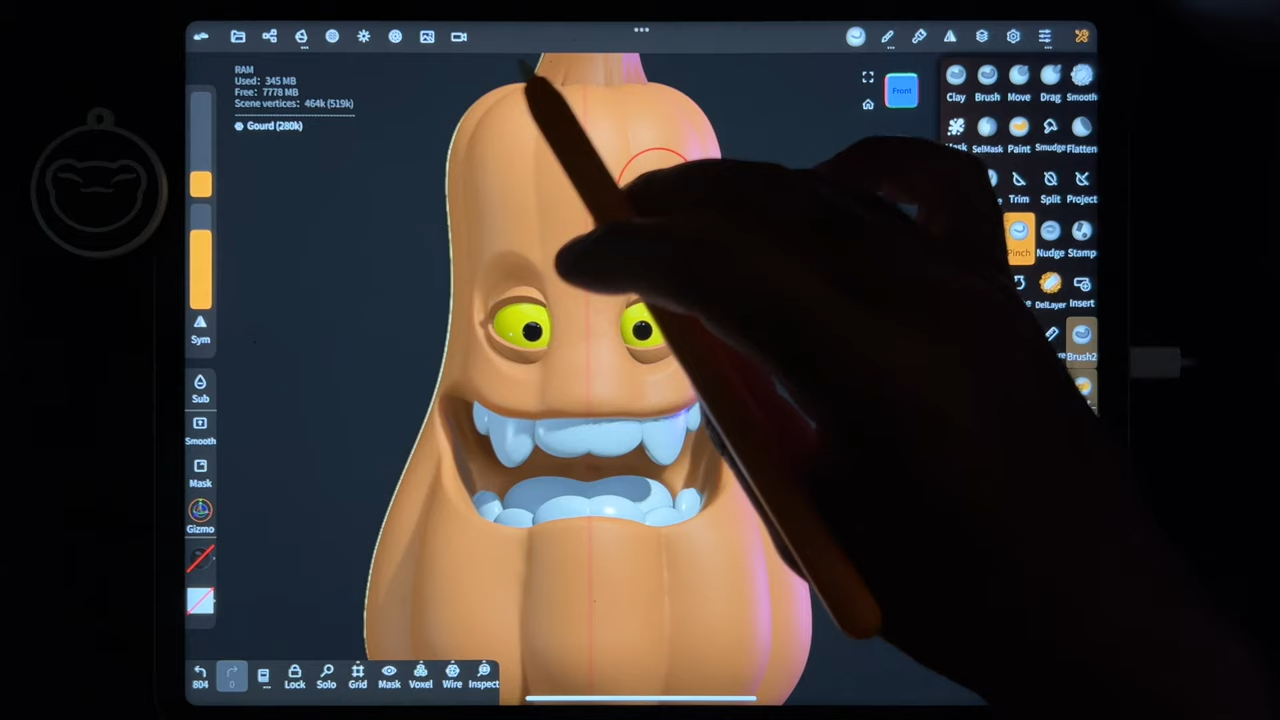 RAM
Used: 345 MB
Free: 7778 MB
Scene vertices: 464k (519k)
Gourd (280k)
Front
Clay Brush Move Drag Smooth
Mask SelMask Paint Smudge Flatten
Trim Split Project
Pinch Nudge Stamp
DelLayer Insert
Brush2
Sym
Sub
Smooth
Mask
Gizmo
804 0 Lock Solo Grid Mask Voxel Wire Inspect